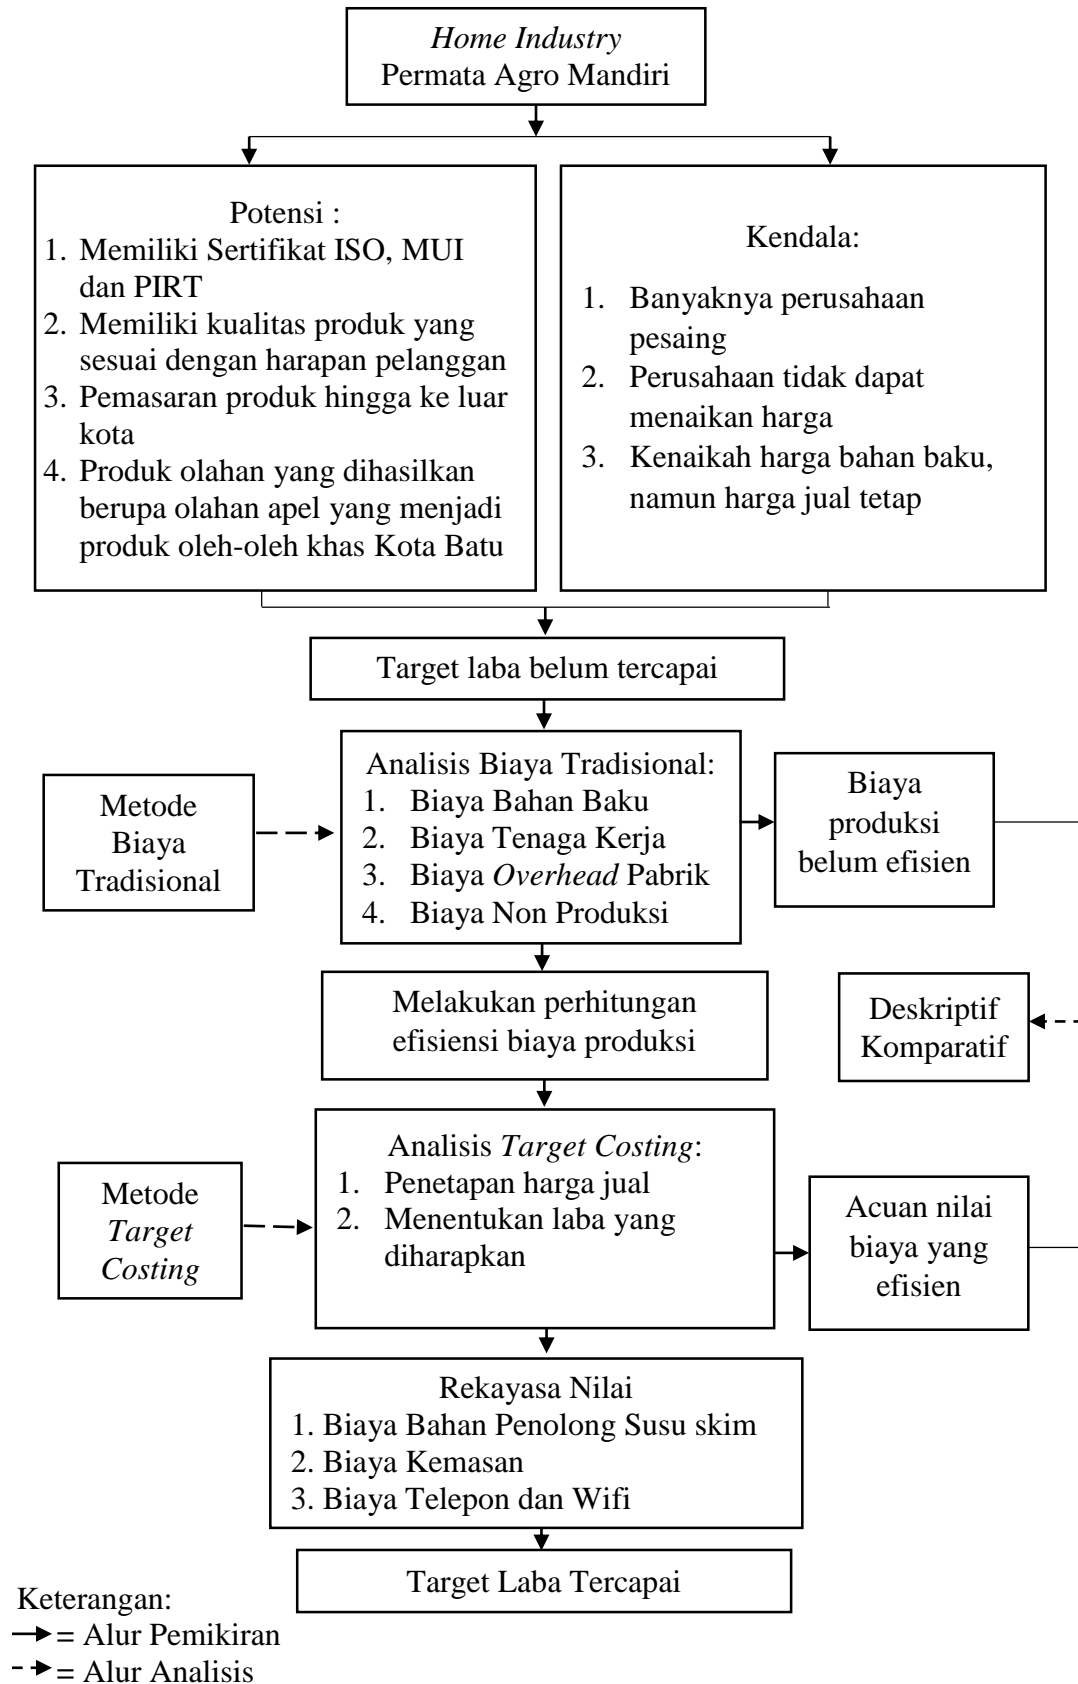 Home Industry
Permata Agro Mandiri
Potensi :
1. Memiliki Sertifikat ISO, MUI
dan PIRT
2. Memiliki kualitas produk yang
sesuai dengan harapan pelanggan
3. Pemasaran produk hingga ke luar
kota
4. Produk olahan yang dihasilkan
berupa olahan apel yang menjadi
produk oleh-oleh khas Kota Batu
Kendala:
1. Banyaknya perusahaan
pesaing
2. Perusahaan tidak dapat
menaikan harga
3. Kenaikah harga bahan baku,
namun harga jual tetap
Target laba belum tercapai
Metode
Biaya
Tradisional
Analisis Biaya Tradisional:
1. Biaya Bahan Baku
2. Biaya Tenaga Kerja
3. Biaya Overhead Pabrik
4. Biaya Non Produksi
Biaya
produksi
belum efisien
Melakukan perhitungan
efisiensi biaya produksi
Deskriptif
Komparatif
Metode
Target
Costing
Analisis Target Costing:
1. Penetapan harga jual
2. Menentukan laba yang
diharapkan
Acuan nilai
biaya yang
efisien
Rekayasa Nilai
1. Biaya Bahan Penolong Susu skim
2. Biaya Kemasan
3. Biaya Telepon dan Wifi
Target Laba Tercapai
Keterangan:
= Alur Pemikiran
= Alur Analisis